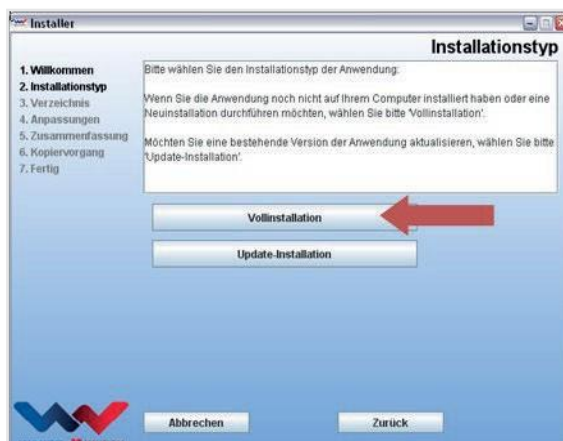 Installer
Installationstyp
1. Willkommen
2. Installationstyp
3. Verzeichnis
4. Anpassungen
5. Zusammenfassung
6. Kopiervorgang
7. Fertig
Bitte wählen Sie den Installationstyp der Anwendung:
Wenn Sie die Anwendung noch nicht auf Ihrem Computer installiert haben oder eine
Neuinstallation durchführen möchten, wählen Sie bitte 'Vollinstallation'.
Möchten Sie eine bestehende Version der Anwendung aktualisieren, wählen Sie bitte
'Update-Installation'.
Vollinstallation
Update-Installation
Abbrechen
Zurück